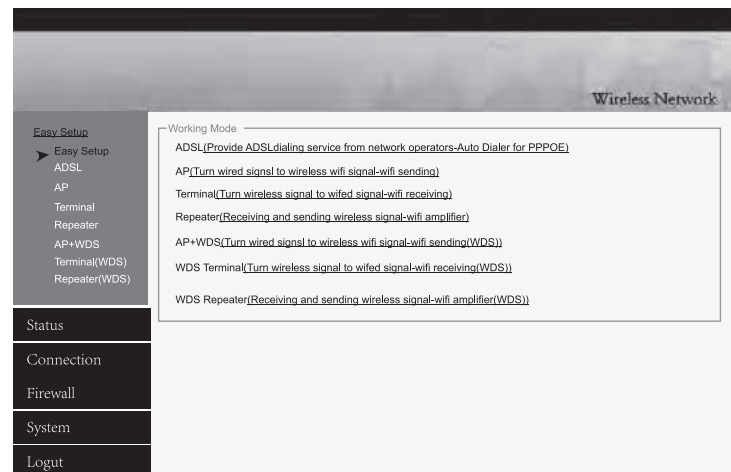 Wireless Network
Easy Setup
Easy Setup
ADSL
AP
Terminal
Repeater
AP+WDS
Terminal(WDS)
Repeater(WDS)
Status
Connection
Firewall
System
Logut
Working Mode
ADSL(Provide ADSLdialing service from network operators-Auto Dialer for PPPOE)
AP(Turn wired signsl to wireless wifi signal-wifi sending)
Terminal(Turn wireless signal to wifed signal-wifi receiving)
Repeater(Receiving and sending wireless signal-wifi amplifier)
AP+WDS(Turn wired signsl to wireless wifi signal-wifi sending(WDS))
WDS Terminal(Turn wireless signal to wifed signal-wifi receiving(WDS))
WDS Repeater(Receiving and sending wireless signal-wifi amplifier(WDS))